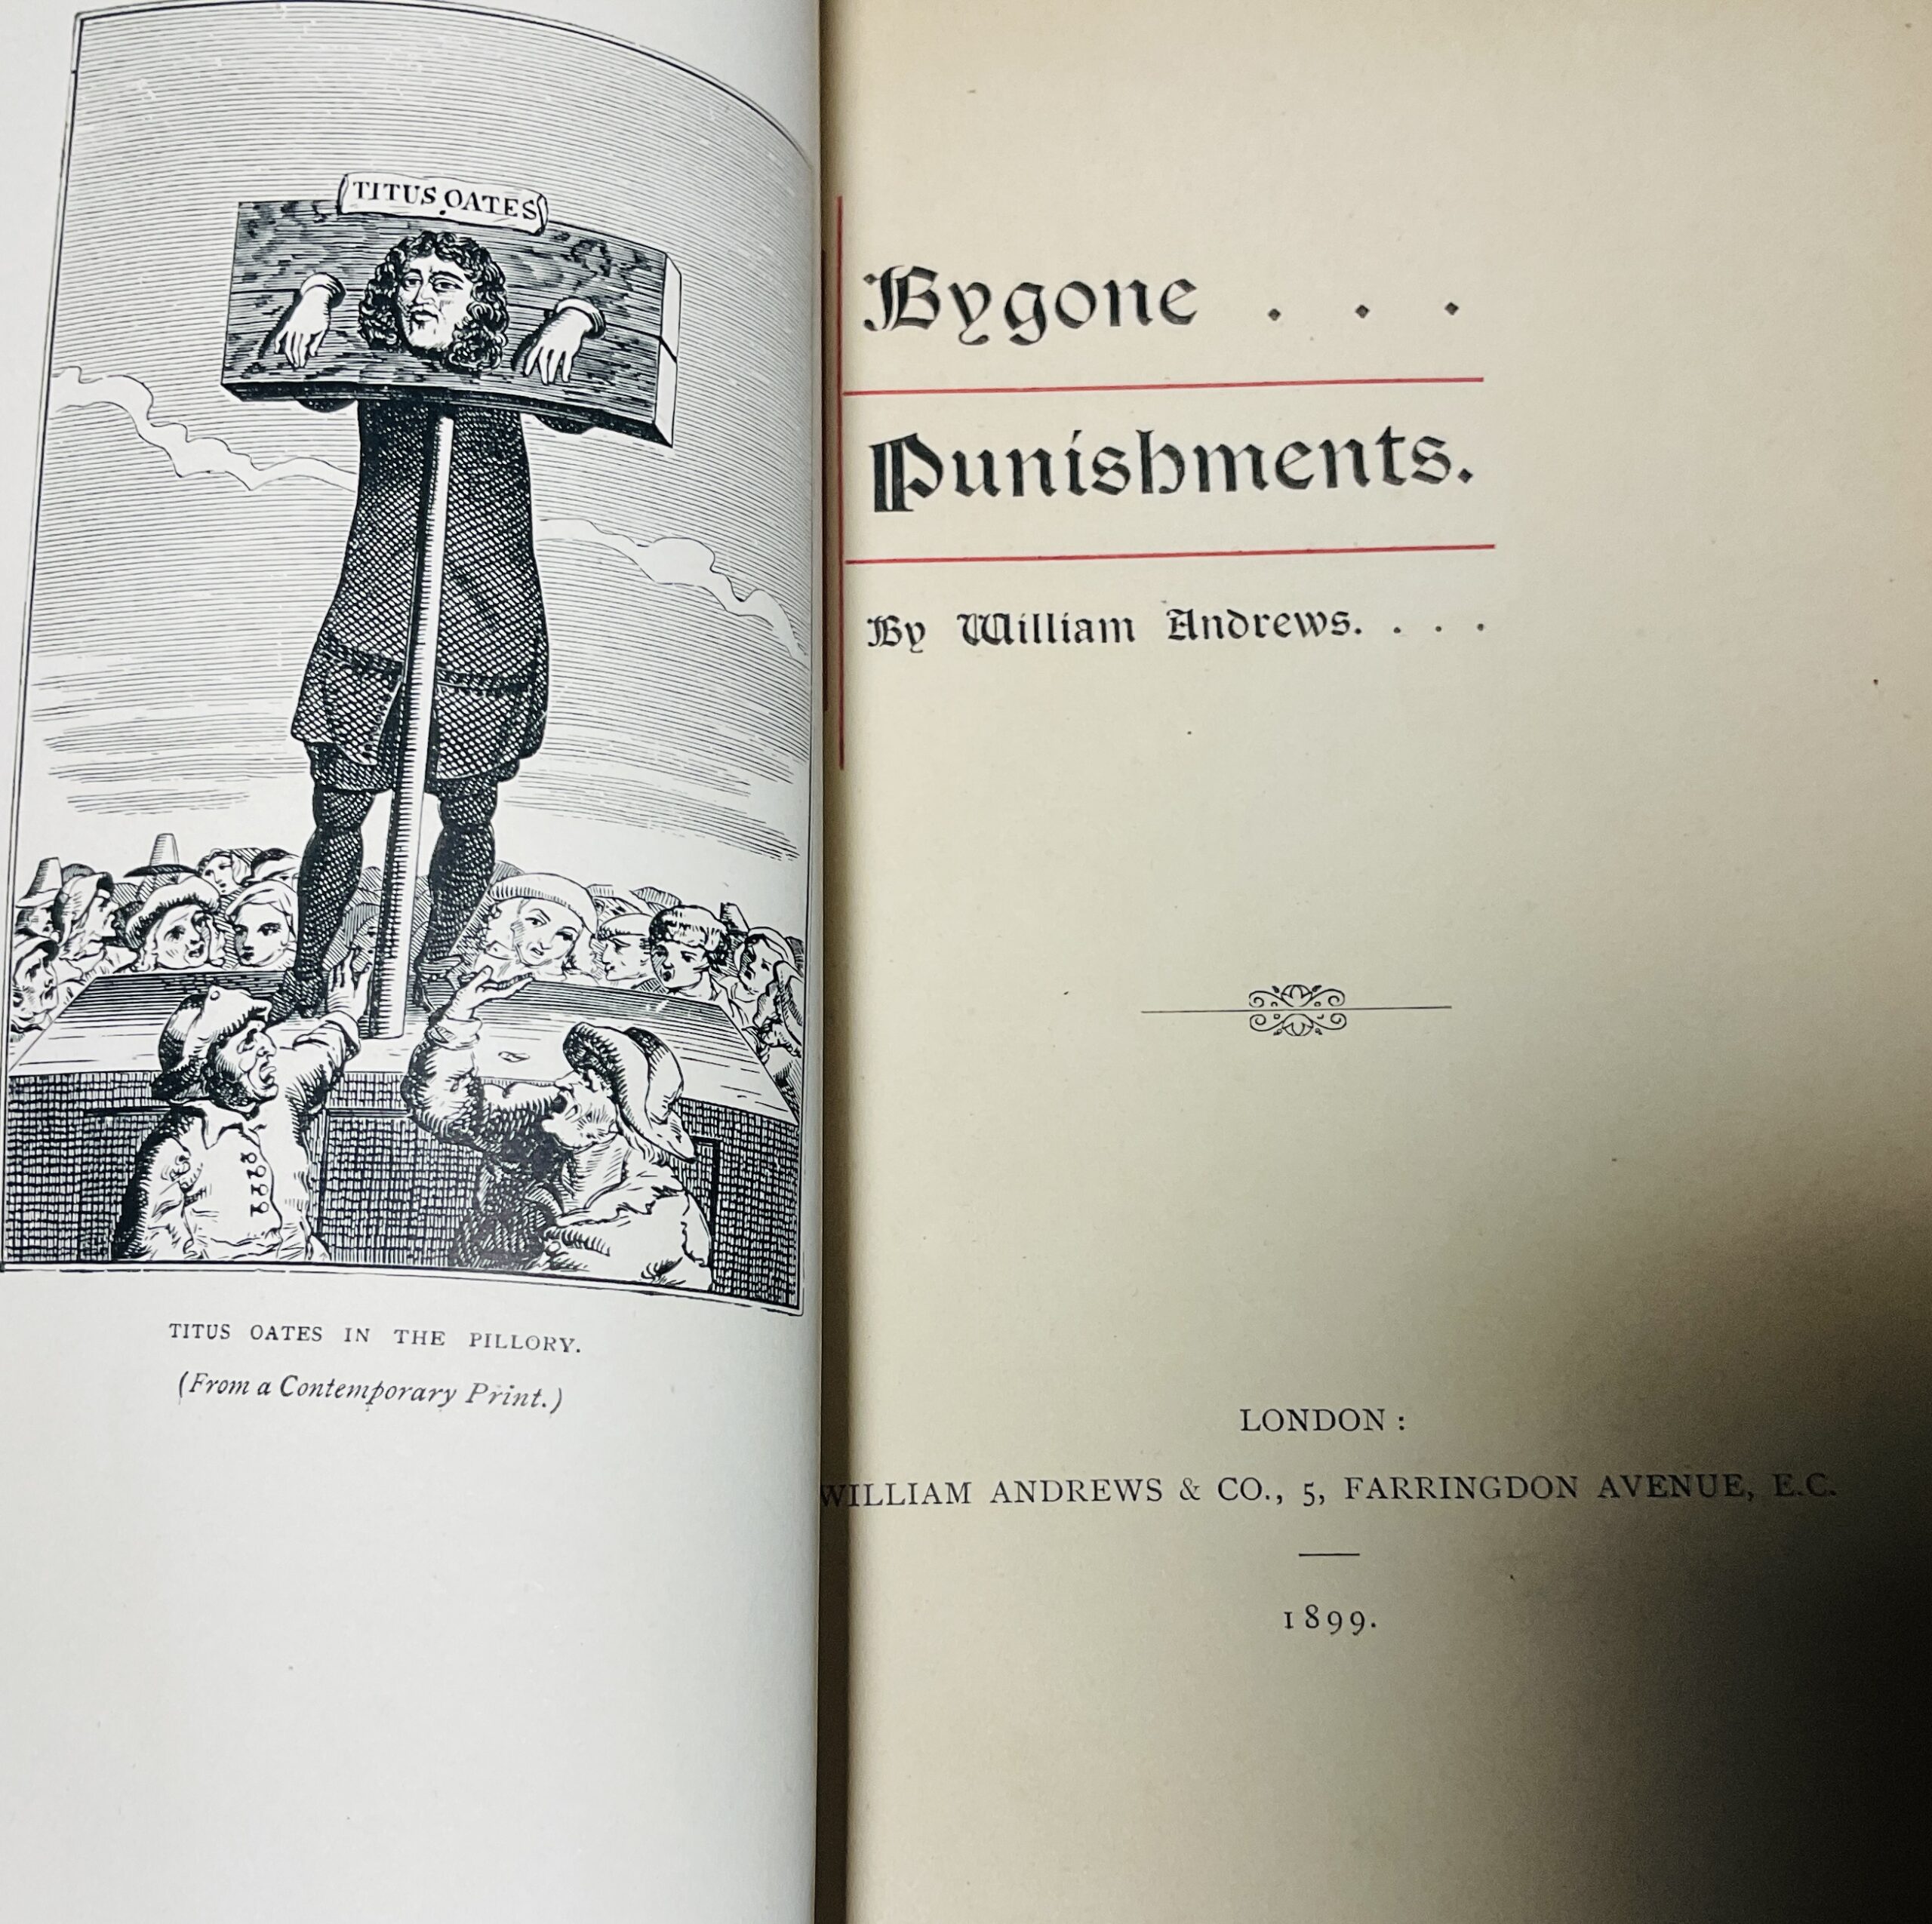 TITUS OATES
TITUS OATES IN THE PILLORY.
(From a Contemporary Print.)
Bygone . . .
Punishments.
By William Andrews. . . .
LONDON:
WILLIAM ANDREWS & CO., 5, FARRINGDON AVENUE, E.C.
1899.